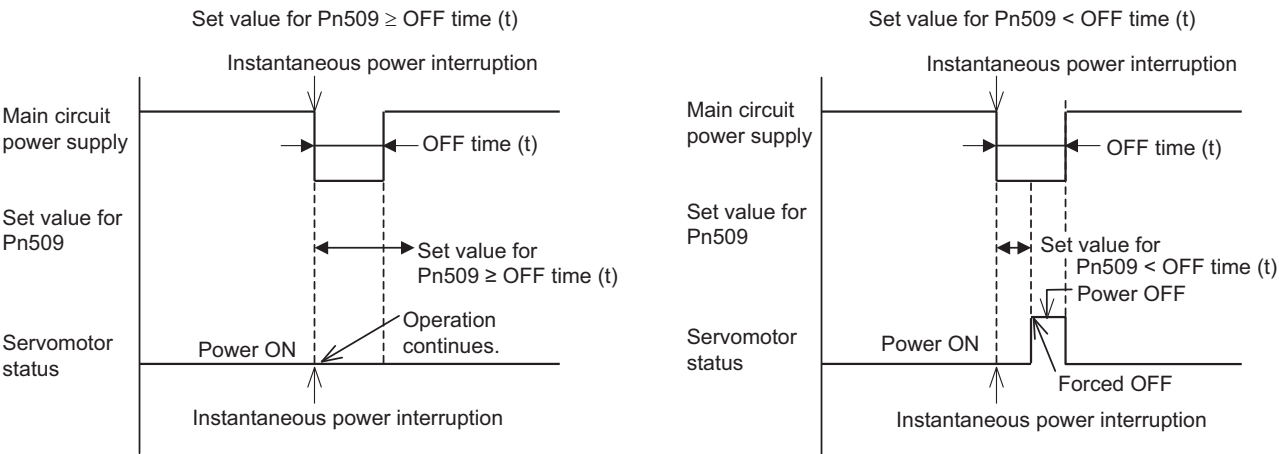 Set value for Pn509 ≥ OFF time (t)
Instantaneous power interruption
Main circuit
power supply
OFF time (t)
Set value for
Pn509
Set value for
Pn509 ≥ OFF time (t)
Operation
continues.
Servomotor
status
Power ON
Instantaneous power interruption
Set value for Pn509 < OFF time (t)
Instantaneous power interruption
Main circuit
power supply
OFF time (t)
Set value for
Pn509
Set value for
Pn509 < OFF time (t)
Power OFF
Servomotor
status
Power ON
Forced OFF
Instantaneous power interruption